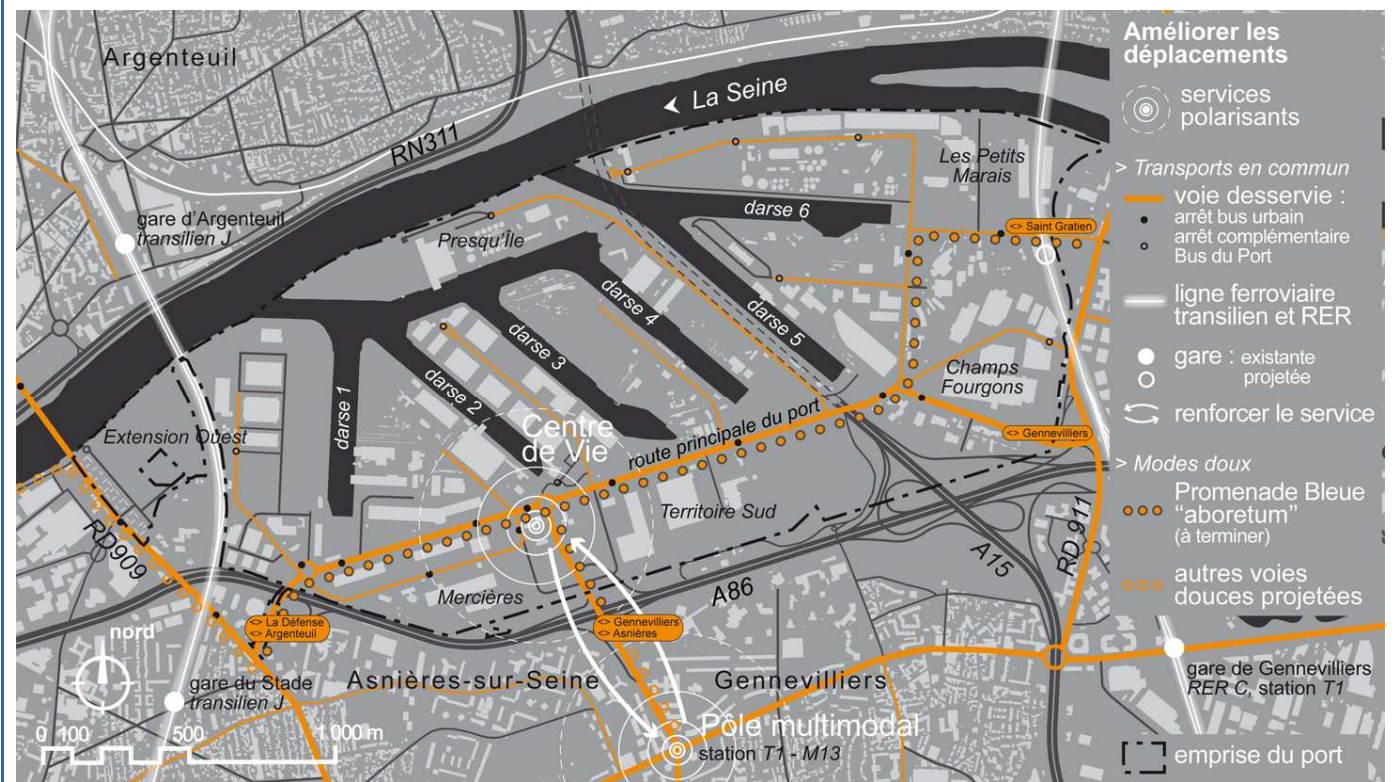 Argenteuil
RN311
La Seine
gare d'Argenteuil
transilien J
Presqu'Île
Les Petits
Marais
darse 6
<> Saint Gratien
darse 5
darse 4
darse 3
darse 2
darse 1
Champs
Fourgons
<> Gennevilliers
Extension Ouest
Centre
de Vie
route principale du port
Territoire Sud
Mercières
RD909
A86
A15
RD 911
<> La Défense
<> Argenteuil
<> Gennevilliers
<> Asnières
nord
gare du Stade
transilien J
Asnières-sur-Seine
Gennevilliers
Pôle multimodal
station T1 - M13
gare de Gennevilliers
RER C, station T1
0 100 500 1 000 m
Améliorer les
déplacements
services
polarisants
> Transports en commun
voie desservie :
arrêt bus urbain
arrêt complémentaire
Bus du Port
ligne ferroviaire
transilien et RER
gare : existante
projetée
renforcer le service
> Modes doux
Promenade Bleue
"aboretum"
(à terminer)
autres voies
douces projetées
emprise du port